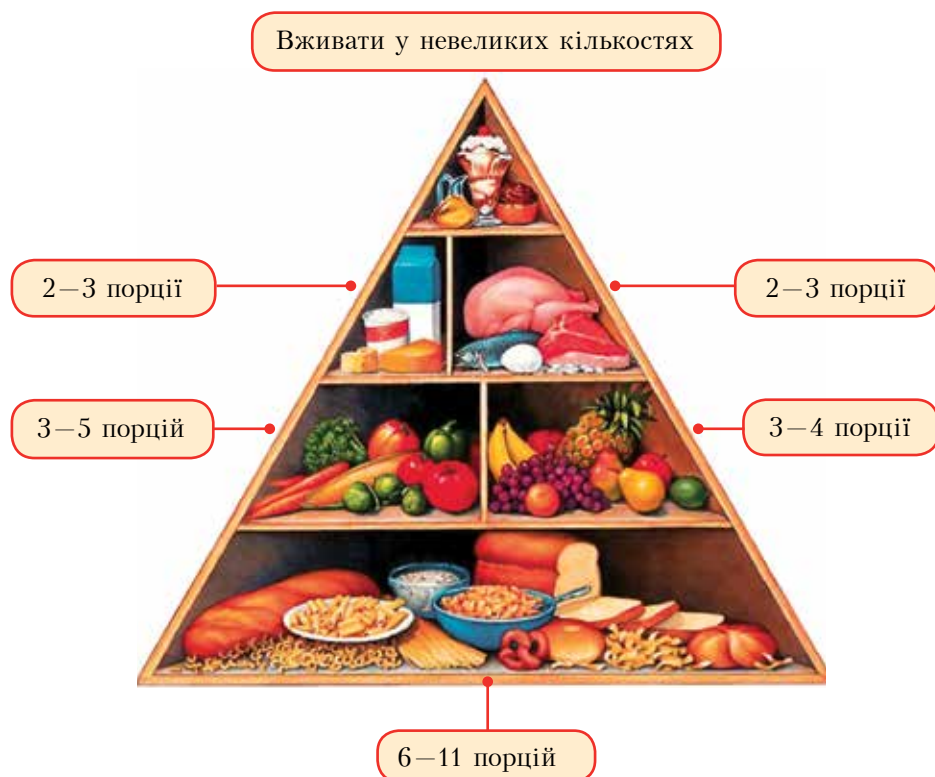 Вживати у невеликих кількостях
2–3 порції
2–3 порції
3–5 порцій
3–4 порції
6–11 порцій